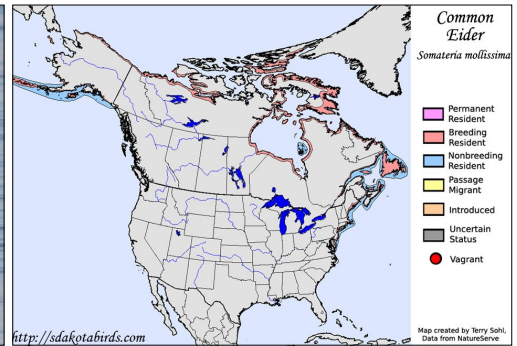 Common
Eider
Somateria mollissima
Permanent
Resident
Breeding
Resident
Nonbreeding
Resident
Passage
Migrant
Introduced
Uncertain
Status
Vagrant
Map created by Terry Sohl,
Data from NatureServe
http://sdakotabirds.com